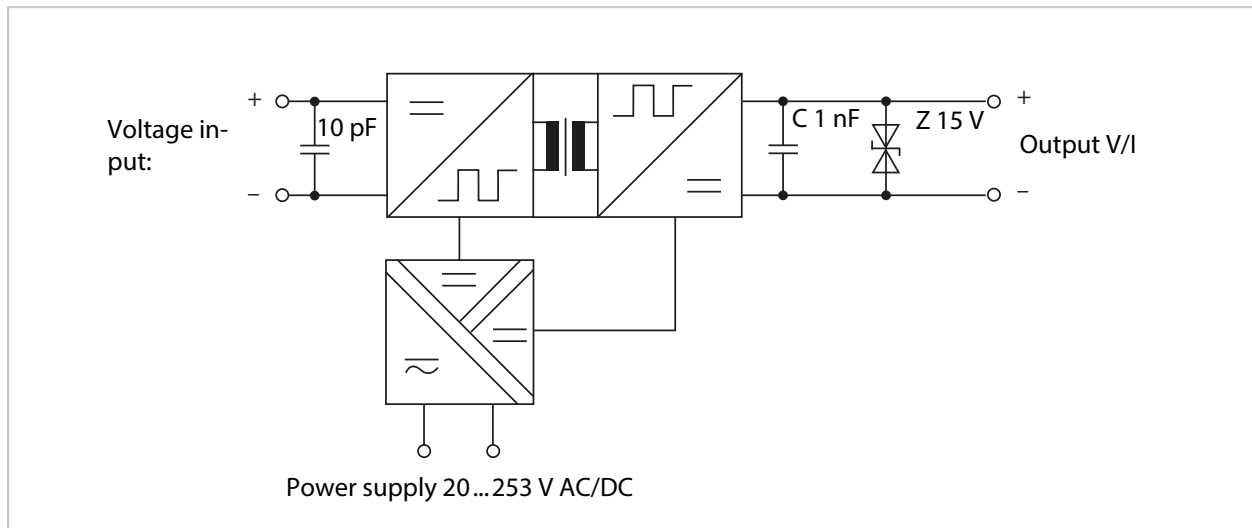 +
10 pF
C 1 nF
Z 15 V
+
Voltage in-
put:
Output V/I
–
–
Power supply 20...253 V AC/DC